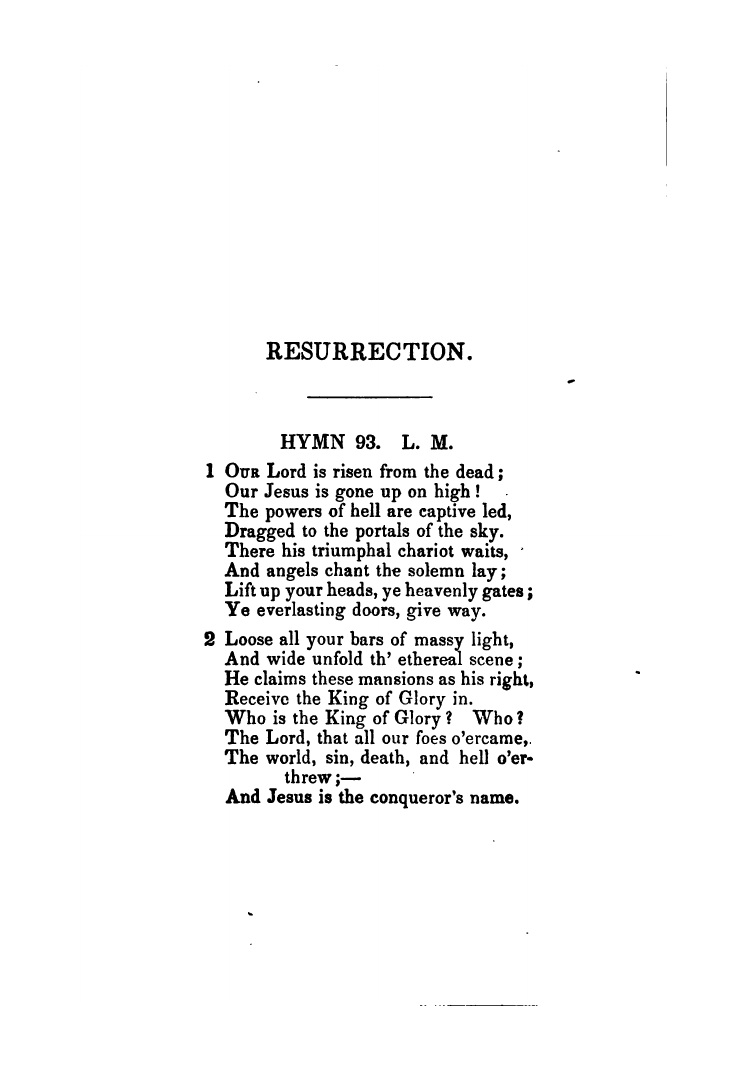 RESURRECTION.
HYMN 93. L. M.
1 OUR Lord is risen from the dead;
Our Jesus is gone up on high!
The powers of hell are captive led,
Dragged to the portals of the sky.
There his triumphal chariot waits,
And angels chant the solemn lay;
Lift up your heads, ye heavenly gates;
Ye everlasting doors, give way.
2 Loose all your bars of massy light,
And wide unfold th' ethereal scene;
He claims these mansions as his right,
Receive the King of Glory in.
Who is the King of Glory? Who?
The Lord, that all our foes o'ercame,
The world, sin, death, and hell o'er-
threw;—
And Jesus is the conqueror's name.